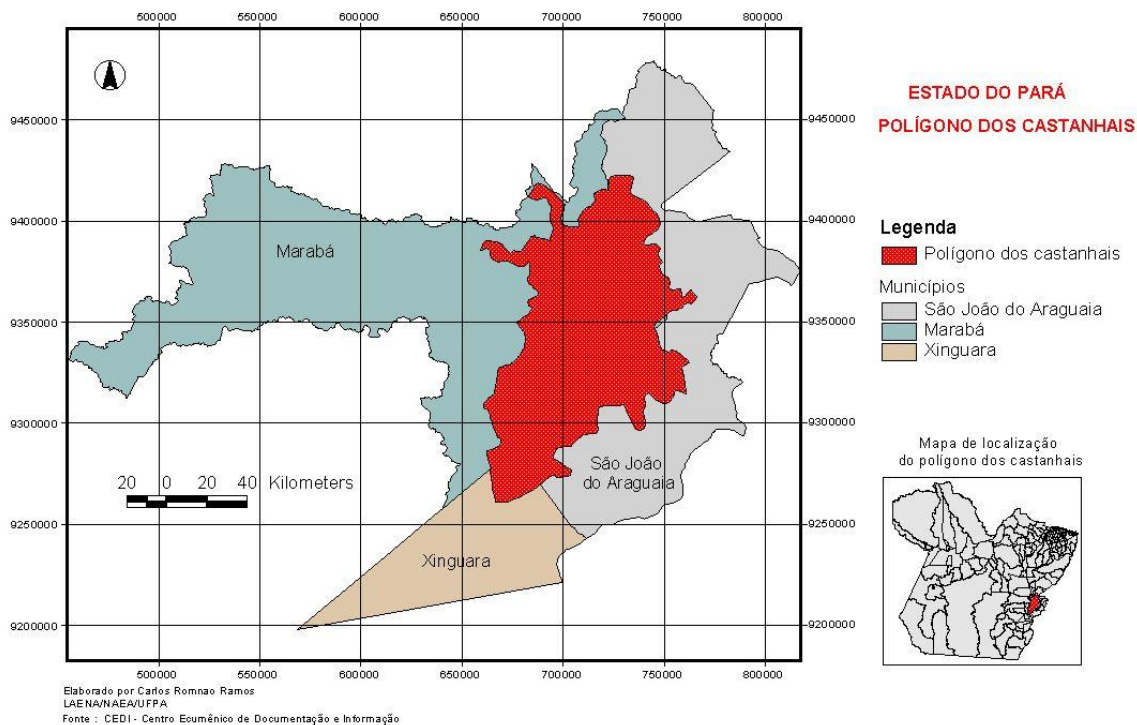 500000 550000 600000 650000 700000 750000 800000
9450000 9450000
9400000 9400000
9350000 9350000
9300000 9300000
9250000 9250000
9200000 9200000
500000 550000 600000 650000 700000 750000 800000
Marabá
São João
do Araguaia
Xinguara
20 0 20 40 Kilometers
ESTADO DO PARÁ
POLÍGONO DOS CASTANHAIS
Legenda
Polígono dos castanhais
Municípios
São João do Araguaia
Marabá
Xinguara
Mapa de localização
do polígono dos castanhais
Elaborado por Carlos Romnao Ramos
LAENA/NAEA/UFPA
Fonte : CEDI - Centro Ecumênico de Documentação e Informação